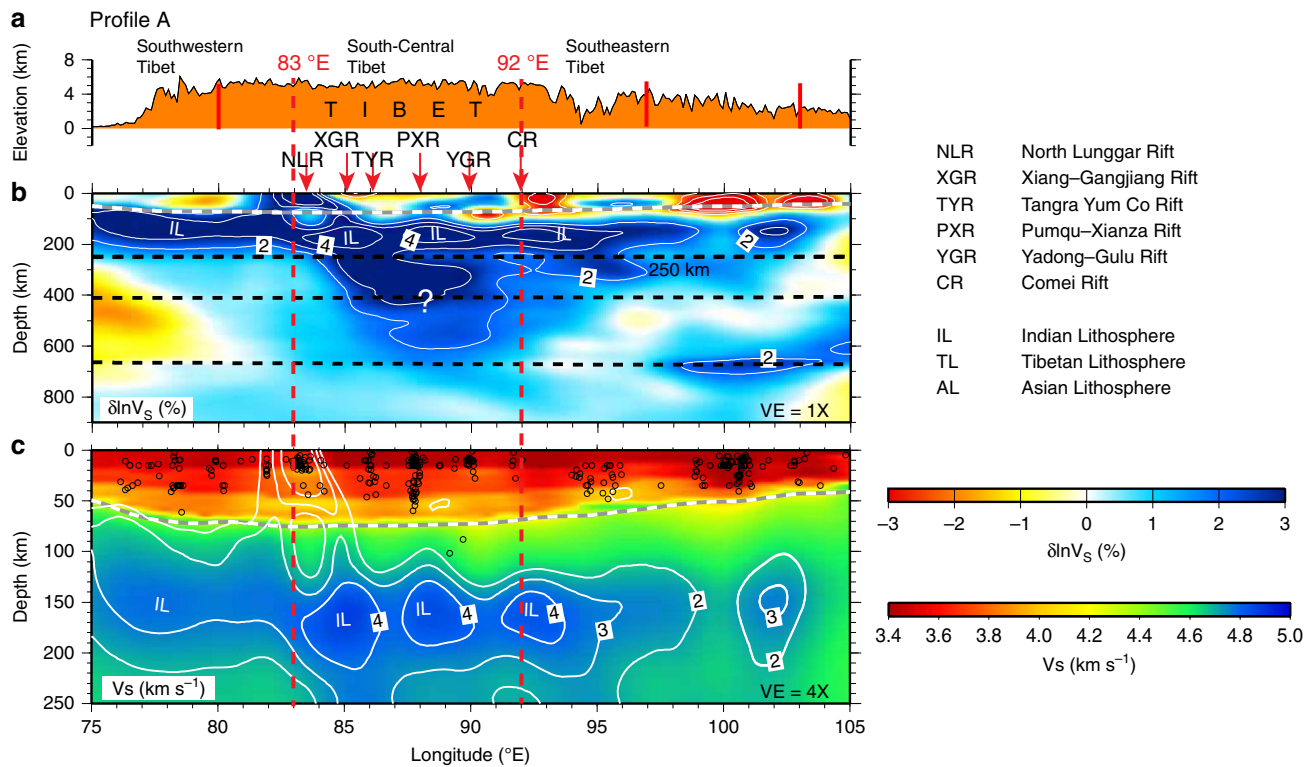 a Profile A
Southwestern Tibet
South-Central Tibet
Southeastern Tibet
83 °E
92 °E
Elevation (km)
8
4
0
T I B E T
XGR PXR CR
NLR TYR YGR
b
Depth (km)
0
200
400
600
800
IL IL IL IL
2 4 4 2 2
250 km
?
2
δlnVS (%)
VE = 1X
c
Depth (km)
0
50
100
150
200
250
IL IL IL IL
4 4 4 3 2 3 2
Vs (km s⁻¹)
VE = 4X
75 80 85 90 95 100 105
Longitude (°E)
NLR North Lunggar Rift
XGR Xiang–Gangjiang Rift
TYR Tangra Yum Co Rift
PXR Pumqu–Xianza Rift
YGR Yadong–Gulu Rift
CR Comei Rift
IL Indian Lithosphere
TL Tibetan Lithosphere
AL Asian Lithosphere
−3 −2 −1 0 1 2 3
δlnVS (%)
3.4 3.6 3.8 4.0 4.2 4.4 4.6 4.8 5.0
Vs (km s⁻¹)